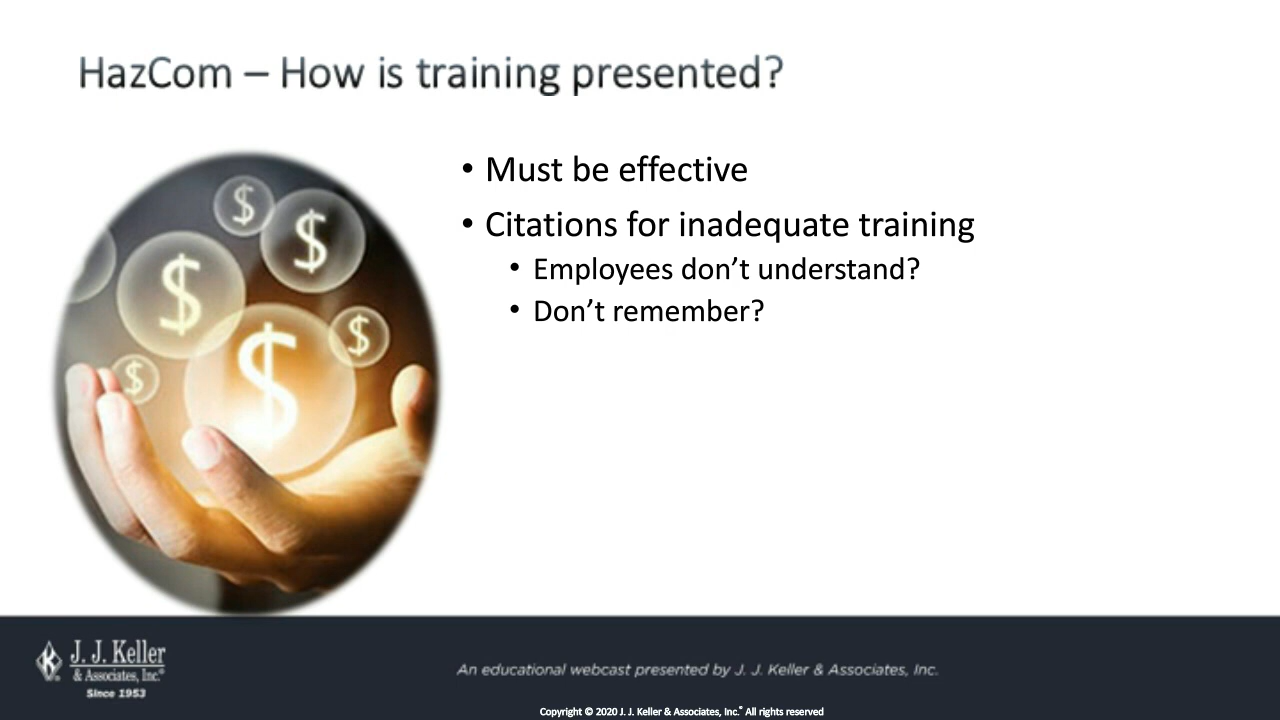 HazCom – How is training presented?
• Must be effective
• Citations for inadequate training
• Employees don’t understand?
• Don’t remember?
$
$
$
$
$
$
J. J. Keller
& Associates, Inc.®
Since 1953
An educational webcast presented by J. J. Keller & Associates, Inc.
Copyright © 2020 J. J. Keller & Associates, Inc.® All rights reserved